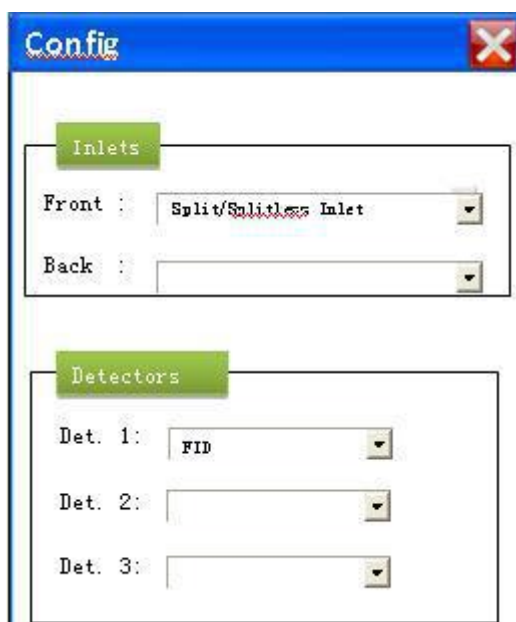 Config
Inlets
Front : Split/Splitless Inlet
Back :
Detectors
Det. 1: FID
Det. 2:
Det. 3: